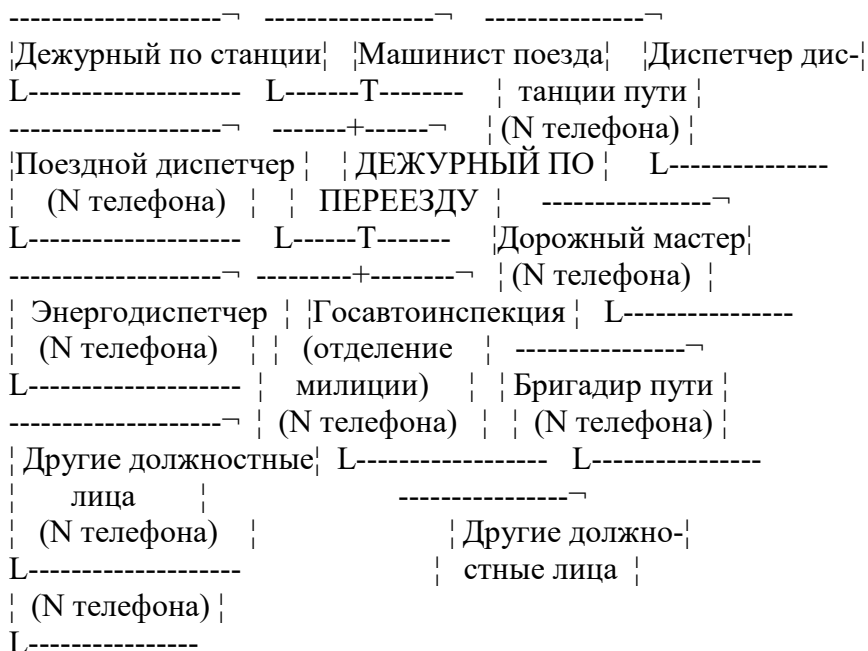 --------------------¬ ----------------¬ ---------------¬
¦Дежурный по станции¦ ¦Машинист поезда¦ ¦Диспетчер дис-¦
L-------------------- L-------T-------- ¦ танции пути ¦
--------------------¬ -------+------¬ ¦(N телефона) ¦
¦Поездной диспетчер ¦ ¦ ДЕЖУРНЫЙ ПО ¦ L---------------
¦ (N телефона) ¦ ¦ ПЕРЕЕЗДУ ¦ ----------------¬
L-------------------- L------T------- ¦Дорожный мастер¦
--------------------¬ ---------+--------¬ ¦(N телефона) ¦
¦ Энергодиспетчер ¦ ¦Госавтоинспекция ¦ L----------------
¦ (N телефона) ¦ ¦ (отделение ¦ ----------------¬
L-------------------- ¦ милиции) ¦ ¦Бригадир пути ¦
--------------------¬ ¦ (N телефона) ¦ ¦ (N телефона) ¦
¦Другие должностные¦ L------------------ L----------------
¦ лица ¦ ----------------¬
¦ (N телефона) ¦ ¦Другие должно-¦
L-------------------- ¦ стные лица ¦
¦ (N телефона) ¦
L----------------